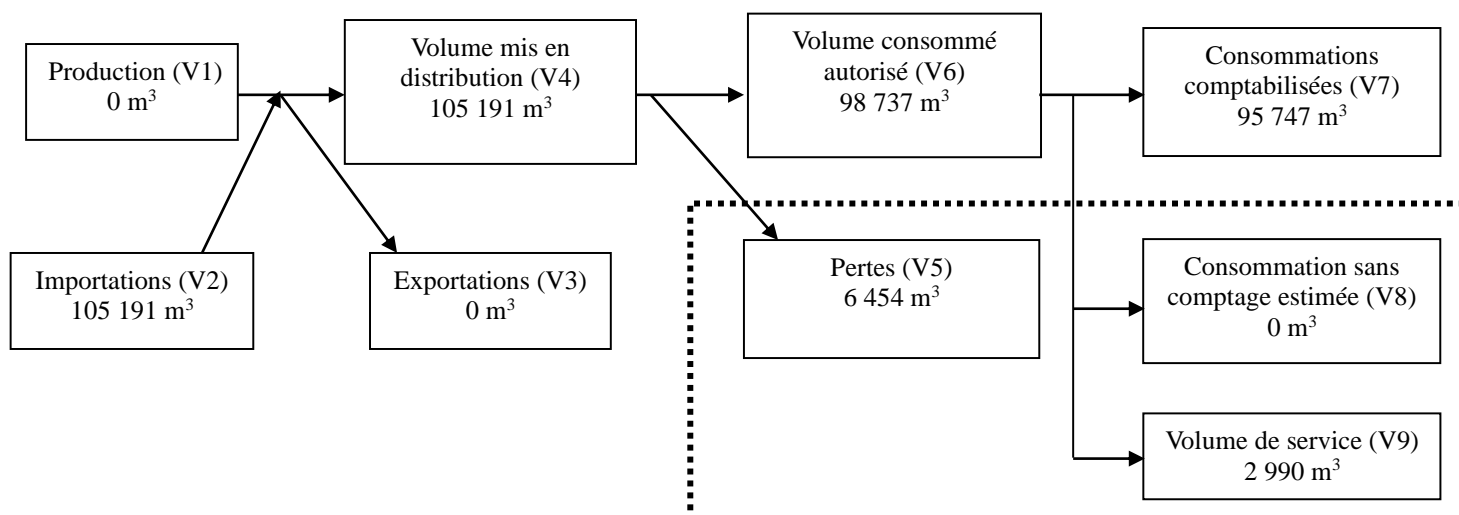 Production (V1)
0 m³
Volume mis en
distribution (V4)
105 191 m³
Volume consommé
autorisé (V6)
98 737 m³
Consommations
comptabilisées (V7)
95 747 m³
Importations (V2)
105 191 m³
Exportations (V3)
0 m³
Pertes (V5)
6 454 m³
Consommation sans
comptage estimée (V8)
0 m³
Volume de service (V9)
2 990 m³